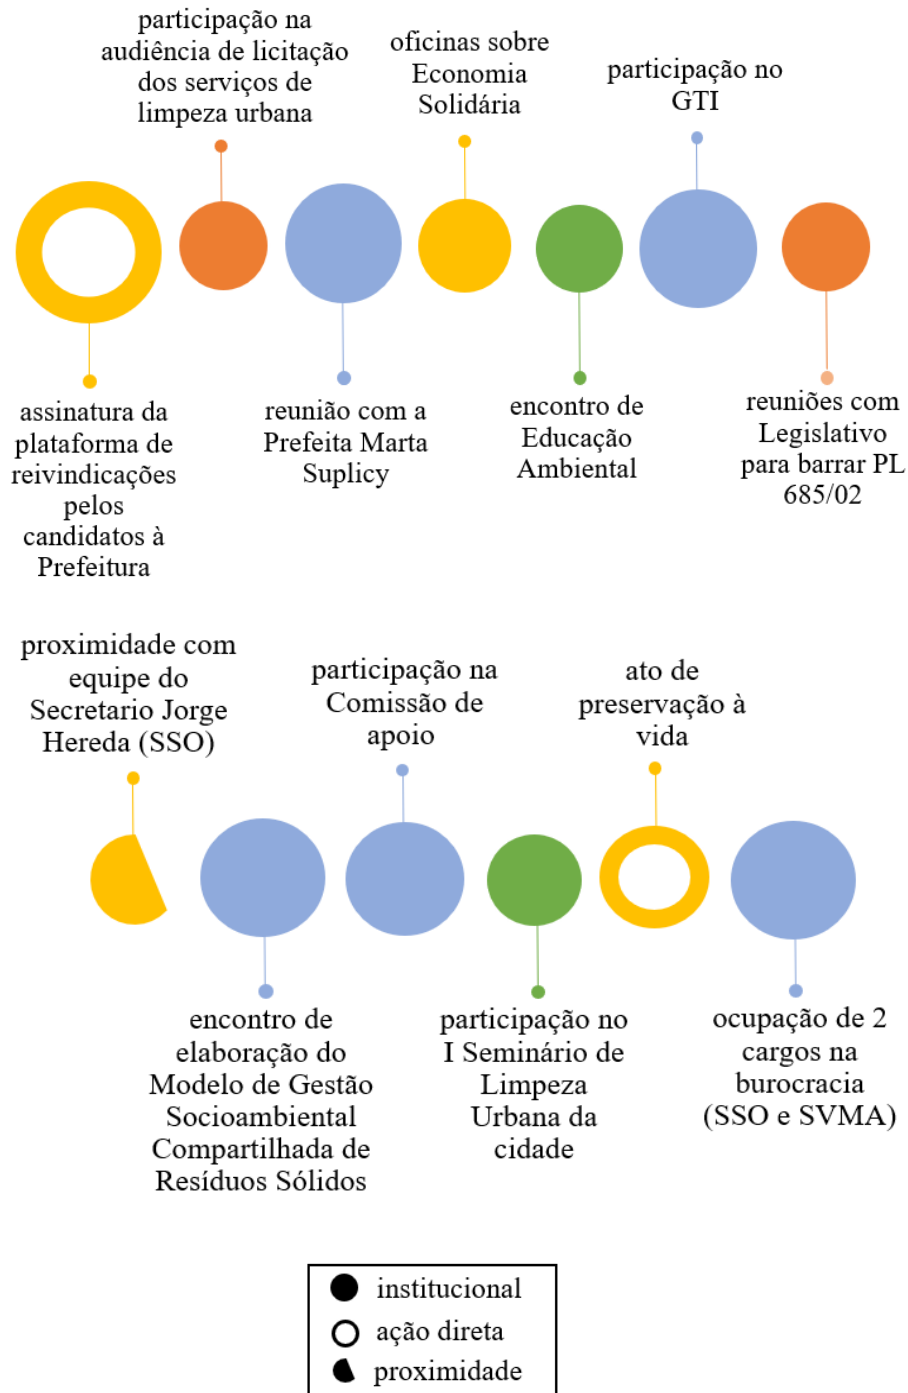 participação na
audiência de licitação
dos serviços de
limpeza urbana
oficinas sobre
Economia
Solidária
participação no
GTI
assinatura da
plataforma de
reivindicações
pelos
candidatos à
Prefeitura
reunião com a
Prefeita Marta
Suplicy
encontro de
Educação
Ambiental
reuniões com
Legislativo
para barrar PL
685/02
proximidade com
equipe do
Secretario Jorge
Hereda (SSO)
participação na
Comissão de
apoio
ato de
preservação à
vida
encontro de
elaboração do
Modelo de Gestão
Socioambiental
Compartilhada de
Resíduos Sólidos
participação no
I Seminário de
Limpeza
Urbana da
cidade
ocupação de 2
cargos na
burocracia
(SSO e SVMA)
institucional
ação direta
proximidade